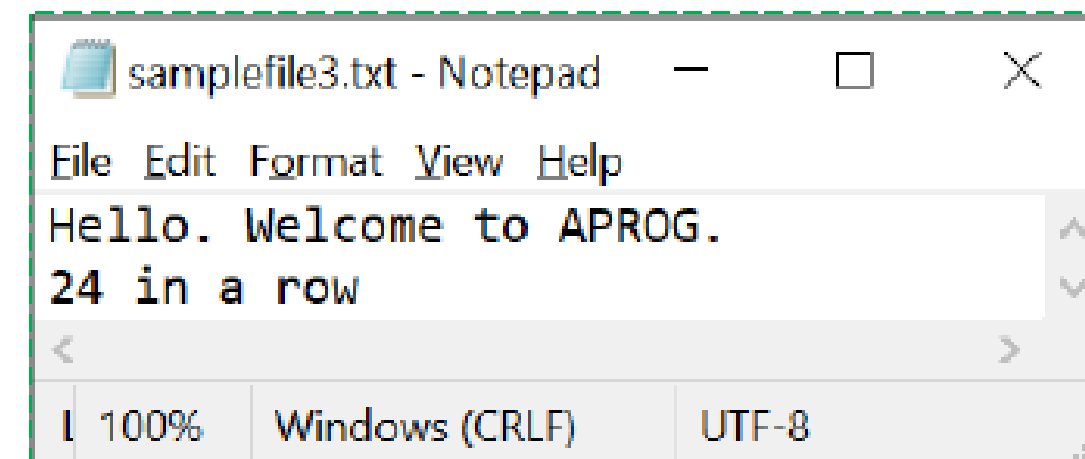 samplefile3.txt - Notepad
File Edit Format View Help
Hello. Welcome to APROG.
24 in a row
100% Windows (CRLF) UTF-8